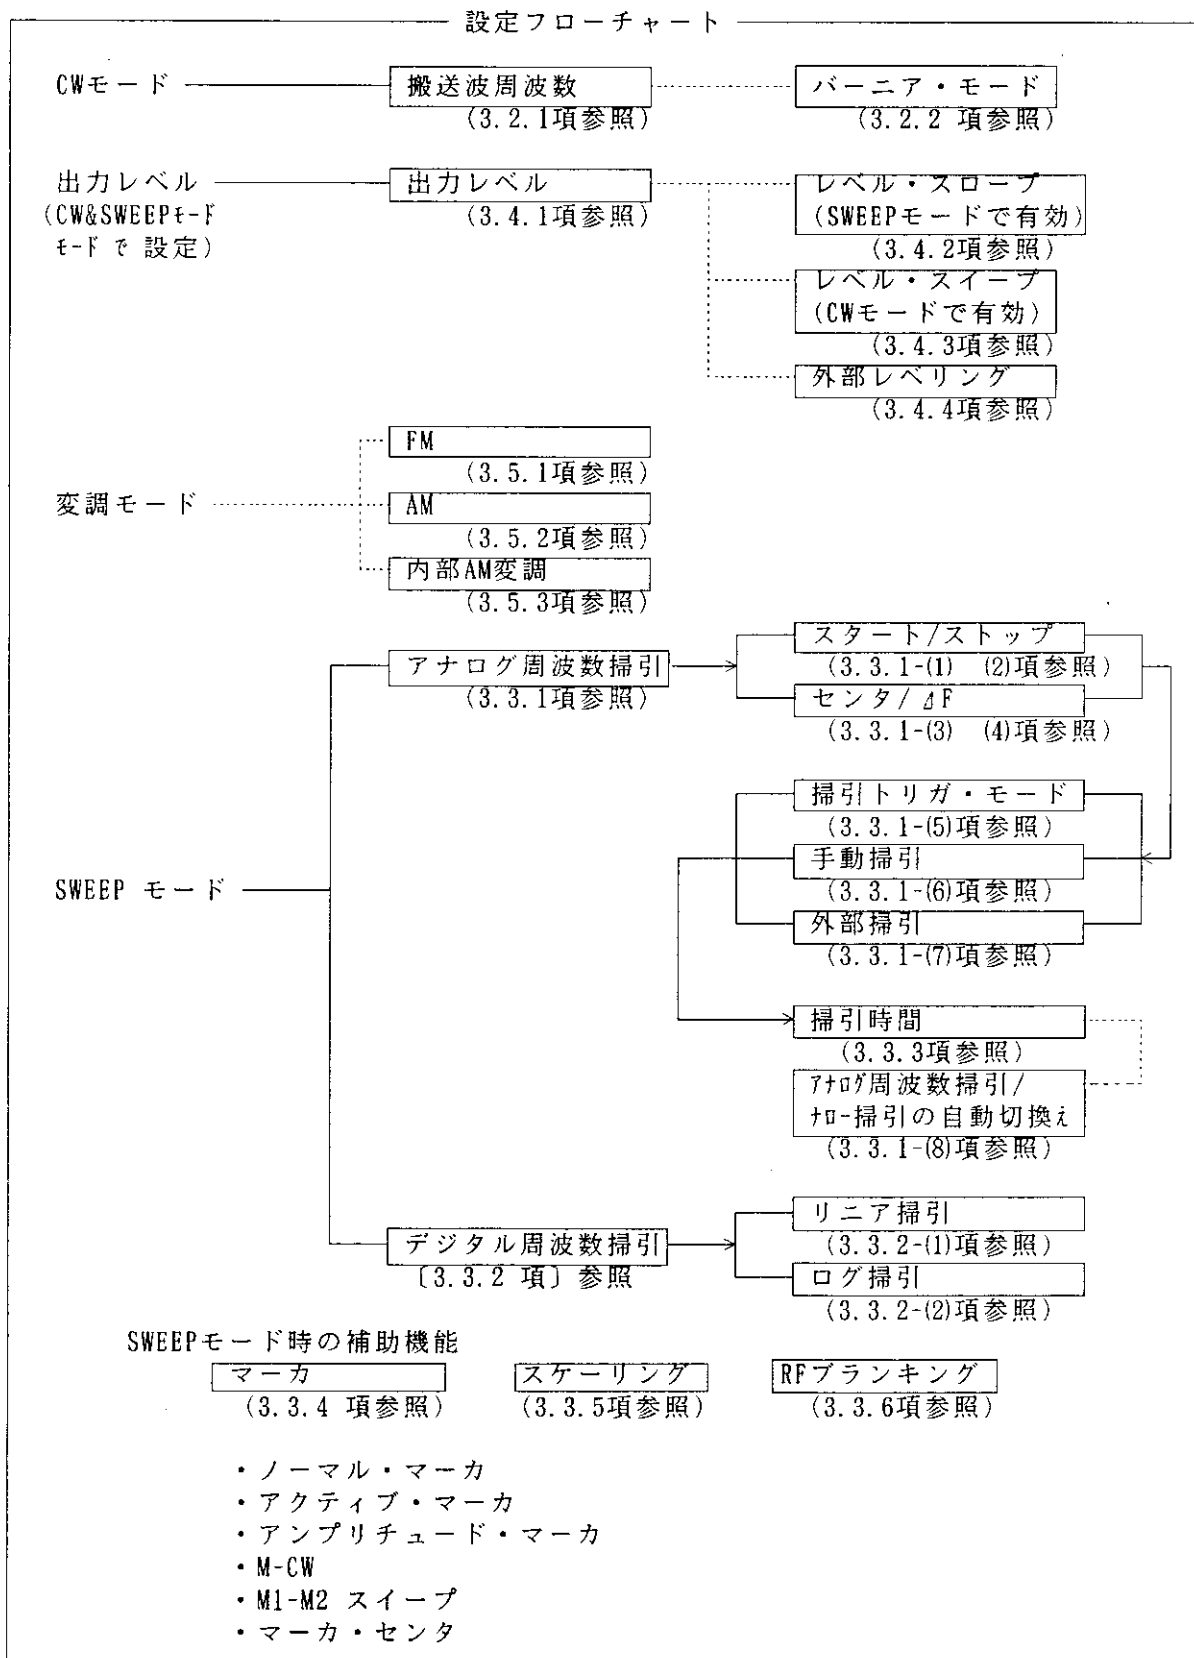 設定フローチャート
CWモード
搬送波周波数
(3.2.1項参照)
バーニア・モード
(3.2.2 項参照)
出力レベル
(CW&SWEEPモード
モードで 設定)
出力レベル
(3.4.1項参照)
レベル・スロープ
(SWEEPモードで有効)
(3.4.2項参照)
レベル・スイープ
(CWモードで有効)
(3.4.3項参照)
外部レベリング
(3.4.4項参照)
変調モード
FM
(3.5.1項参照)
AM
(3.5.2項参照)
内部AM変調
(3.5.3項参照)
SWEEP モード
アナログ周波数掃引
(3.3.1項参照)
スタート/ストップ
(3.3.1-(1) (2)項参照)
センタ/ΔF
(3.3.1-(3) (4)項参照)
掃引トリガ・モード
(3.3.1-(5)項参照)
手動掃引
(3.3.1-(6)項参照)
外部掃引
(3.3.1-(7)項参照)
掃引時間
(3.3.3項参照)
アナログ周波数掃引/
ナロー掃引の自動切換え
(3.3.1-(8)項参照)
デジタル周波数掃引
〔3.3.2 項〕参照
リニア掃引
(3.3.2-(1)項参照)
ログ掃引
(3.3.2-(2)項参照)
SWEEPモード時の補助機能
マーカ
(3.3.4 項参照)
スケーリング
(3.3.5項参照)
RFブランキング
(3.3.6項参照)
・ノーマル・マーカ
・アクティブ・マーカ
・アンプリチュード・マーカ
・M-CW
・M1-M2 スイープ
・マーカ・センタ